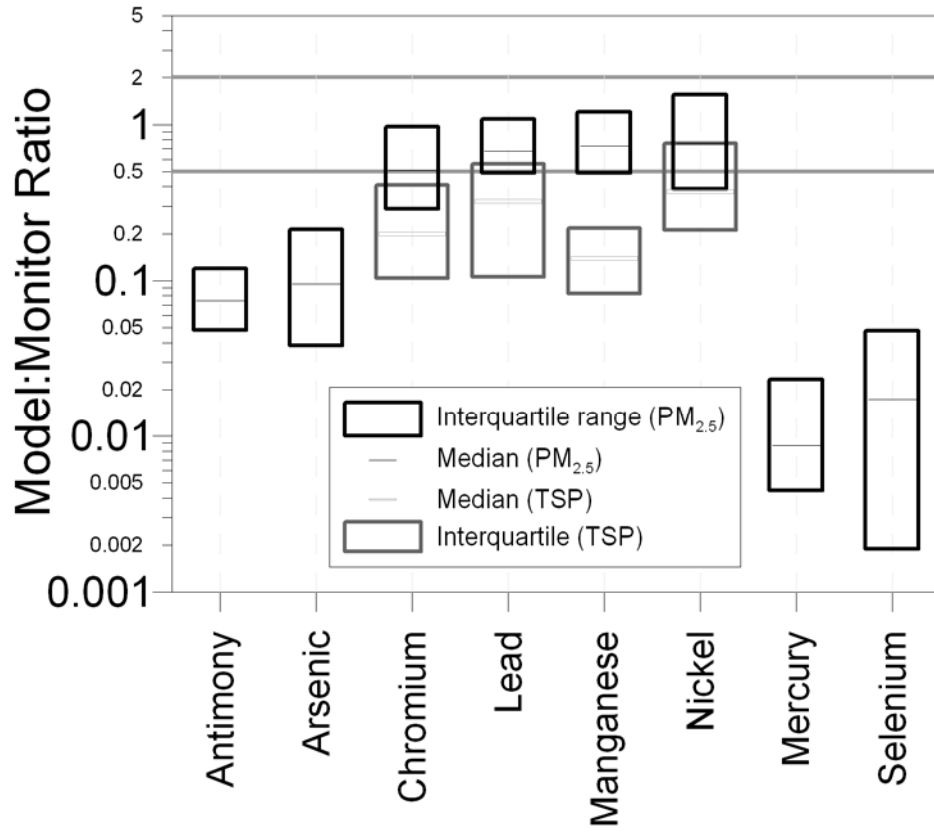 Model:Monitor Ratio
5
2
1
0.5
0.2
0.1
0.05
0.02
0.01
0.005
0.002
0.001
Interquartile range (PM2.5)
Median (PM2.5)
Median (TSP)
Interquartile (TSP)
Antimony
Arsenic
Chromium
Lead
Manganese
Nickel
Mercury
Selenium